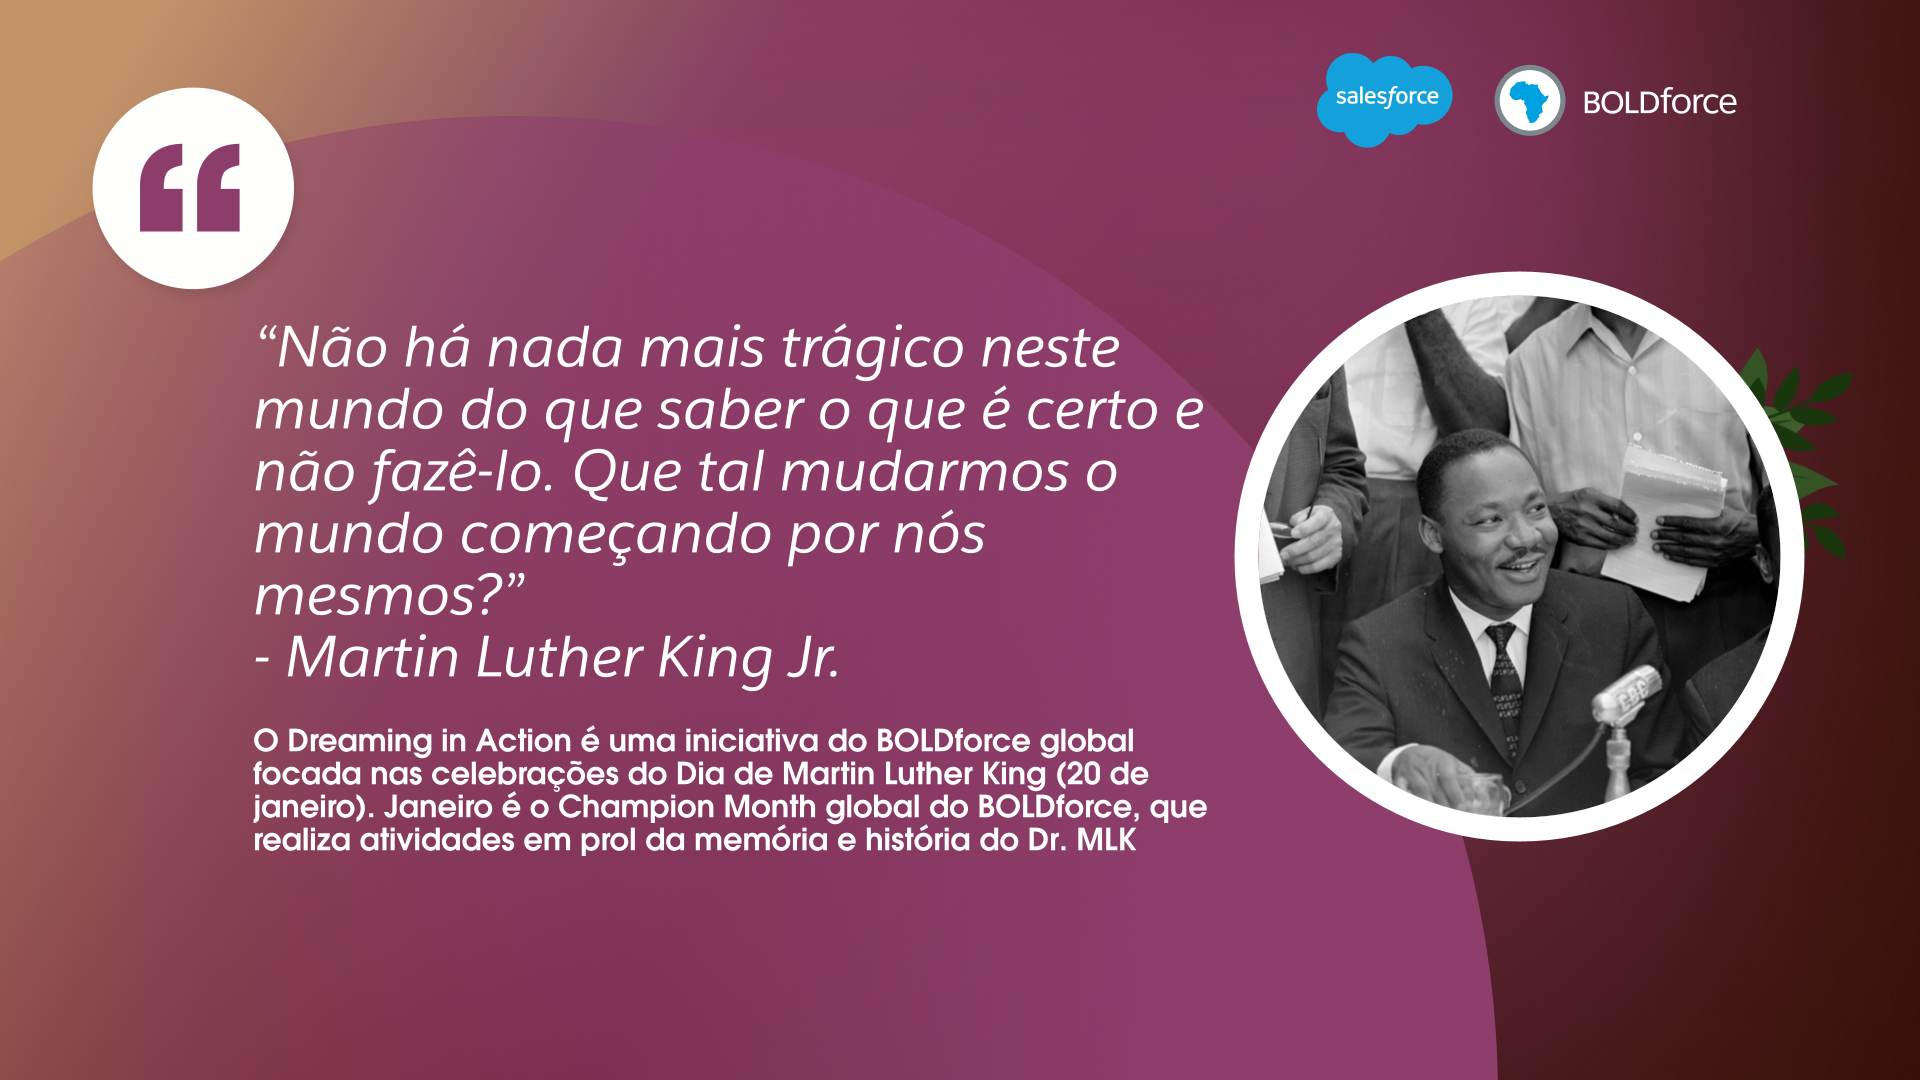 salesforce
BOLDforce
“Não há nada mais trágico neste
mundo do que saber o que é certo e
não fazê-lo. Que tal mudarmos o
mundo começando por nós
mesmos?”
- Martin Luther King Jr.
O Dreaming in Action é uma iniciativa do BOLDforce global
focada nas celebrações do Dia de Martin Luther King (20 de
janeiro). Janeiro é o Champion Month global do BOLDforce, que
realiza atividades em prol da memória e história do Dr. MLK